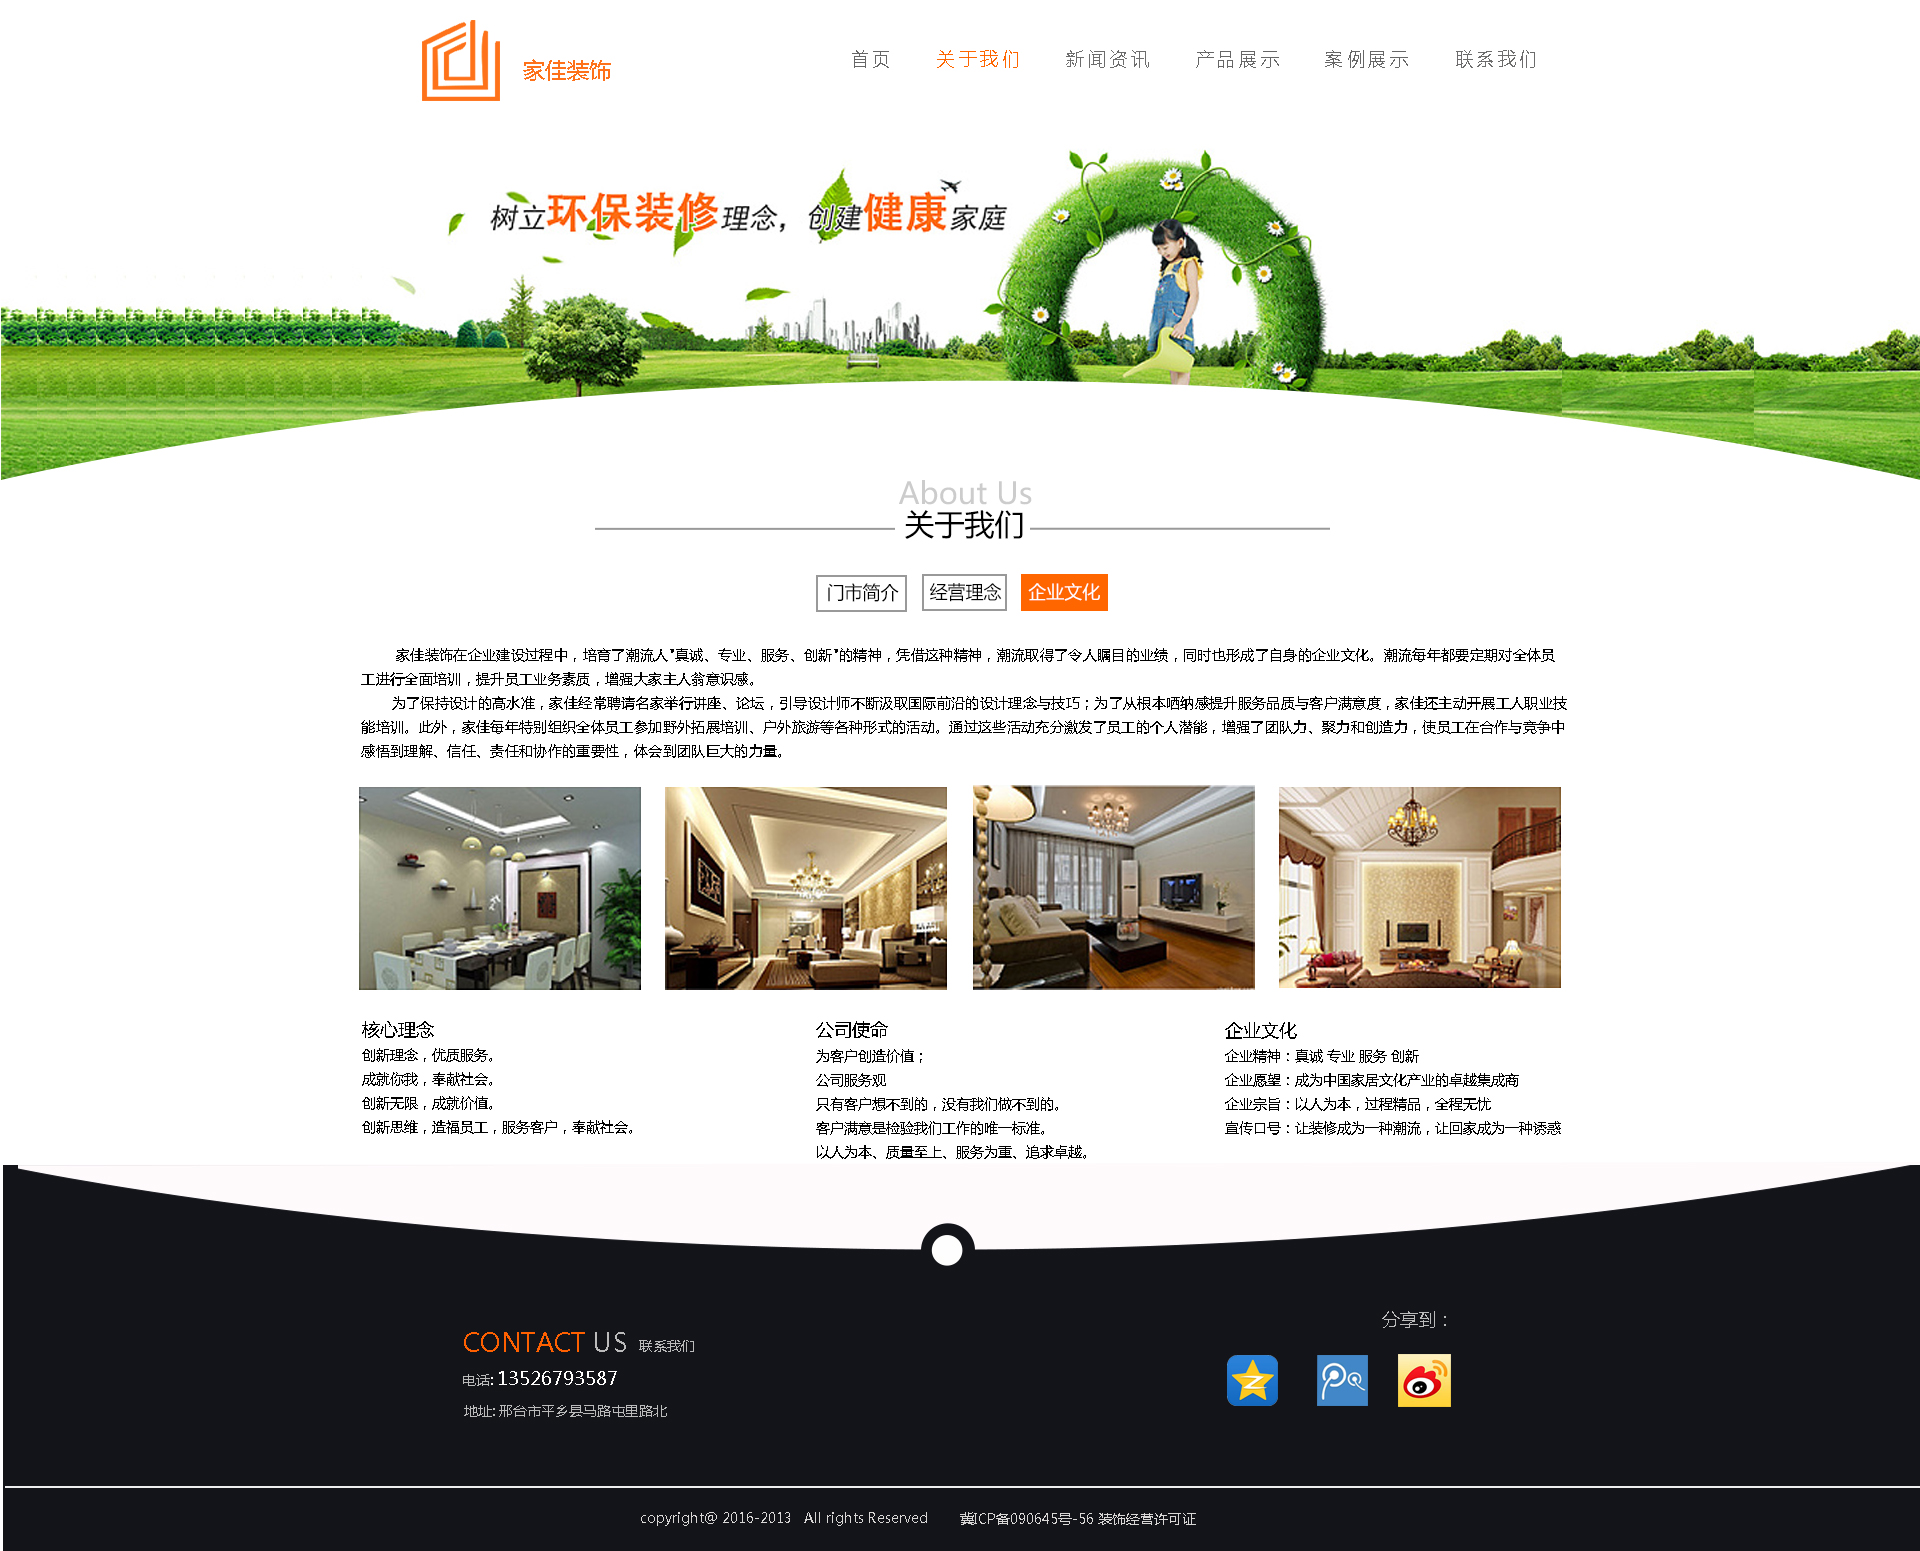 家佳装饰
首页 关于我们 新闻资讯 产品展示 案例展示 联系我们
树立环保装修理念，创建健康家庭
About Us
关于我们
门市简介 经营理念 企业文化
家佳装饰在企业建设过程中，培育了潮流人"真诚、专业、服务、创新"的精神，凭借这种精神，潮流取得了令人瞩目的业绩，同时也形成了自身的企业文化。潮流每年都要定期对全体员
工进行全面培训，提升员工业务素质，增强大家主人翁意识感。
为了保持设计的高水准，家佳经常聘请名家举行讲座、论坛，引导设计师不断汲取国际前沿的设计理念与技巧；为了从根本哂纳感提升服务品质与客户满意度，家佳还主动开展工人职业技
能培训。此外，家佳每年特别组织全体员工参加野外拓展培训、户外旅游等各种形式的活动。通过这些活动充分激发了员工的个人潜能，增强了团队力、聚力和创造力，使员工在合作与竞争中
感悟到理解、信任、责任和协作的重要性，体会到团队巨大的力量。
核心理念
创新理念，优质服务。
成就你我，奉献社会。
创新无限，成就价值。
创新思维，造福员工，服务客户，奉献社会。
公司使命
为客户创造价值；
公司服务观
只有客户想不到的，没有我们做不到的。
客户满意是检验我们工作的唯一标准。
以人为本、质量至上、服务为重、追求卓越。
企业文化
企业精神：真诚 专业 服务 创新
企业愿望：成为中国家居文化产业的卓越集成商
企业宗旨：以人为本，过程精品，全程无忧
宣传口号：让装修成为一种潮流，让回家成为一种诱惑
CONTACT US 联系我们
电话: 13526793587
地址: 邢台市平乡县马路屯里路北
分享到：
copyright@ 2016-2013 All rights Reserved 冀ICP备090645号-56 装饰经营许可证